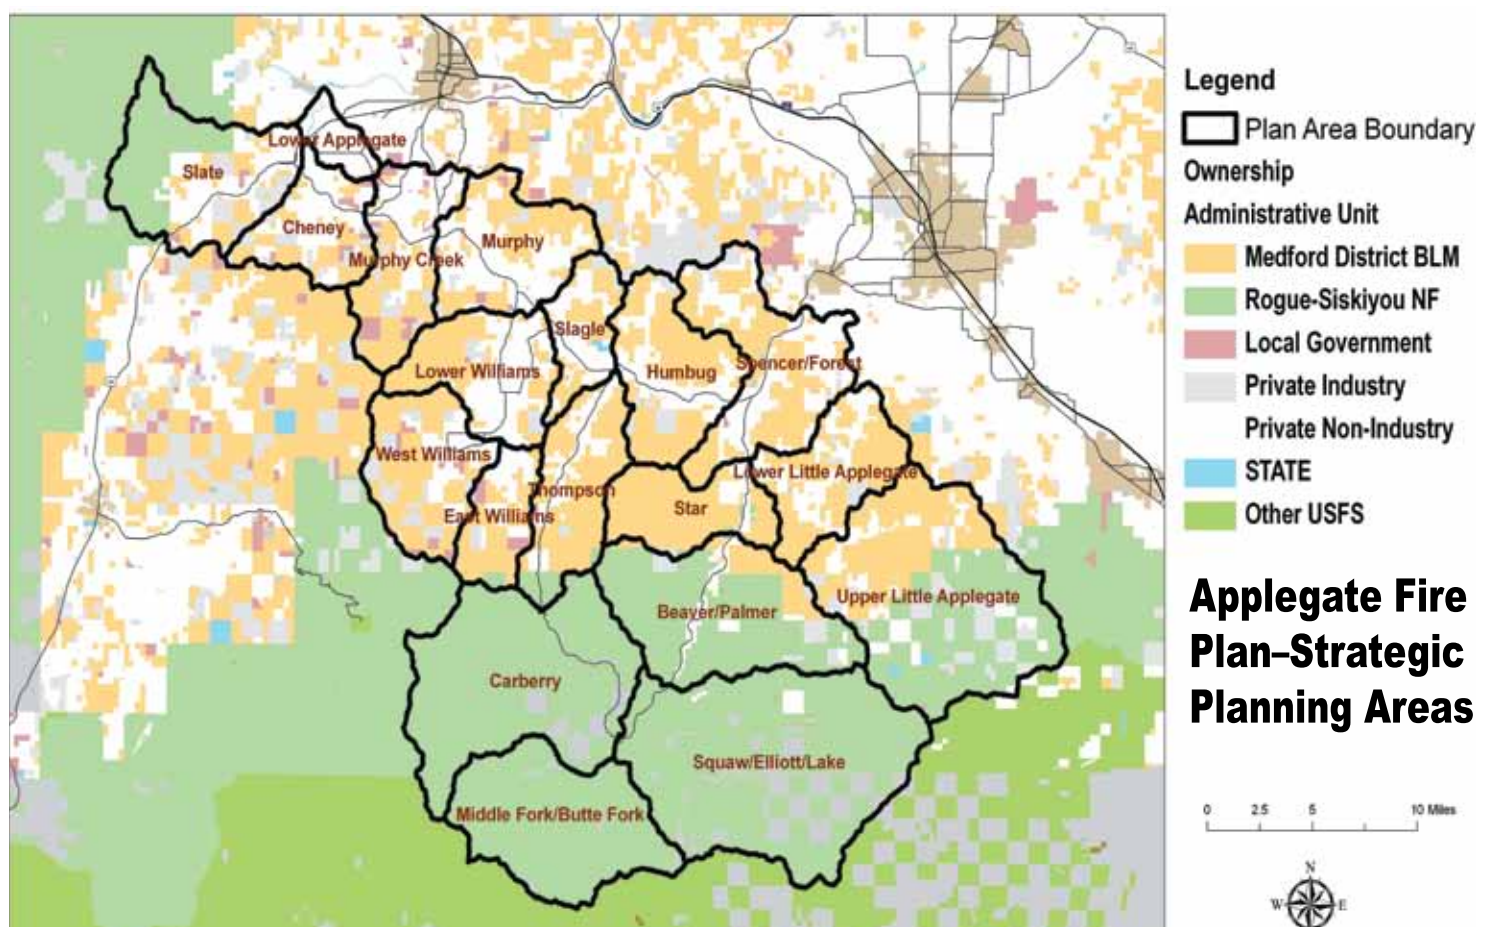 Lower Applegate
Slate
Cheney
Murphy
Murphy Creek
Slagle
Lower Williams
Humbug
Spencer/Forest
West Williams
Lower Little Applegate
Thompson
East Williams
Star
Upper Little Applegate
Beaver/Palmer
Carberry
Squaw/Elliott/Lake
Middle Fork/Butte Fork
Legend
Plan Area Boundary
Ownership
Administrative Unit
Medford District BLM
Rogue-Siskiyou NF
Local Government
Private Industry
Private Non-Industry
STATE
Other USFS
Applegate Fire
Plan–Strategic
Planning Areas
0 2.5 5 10 Miles
N
W E